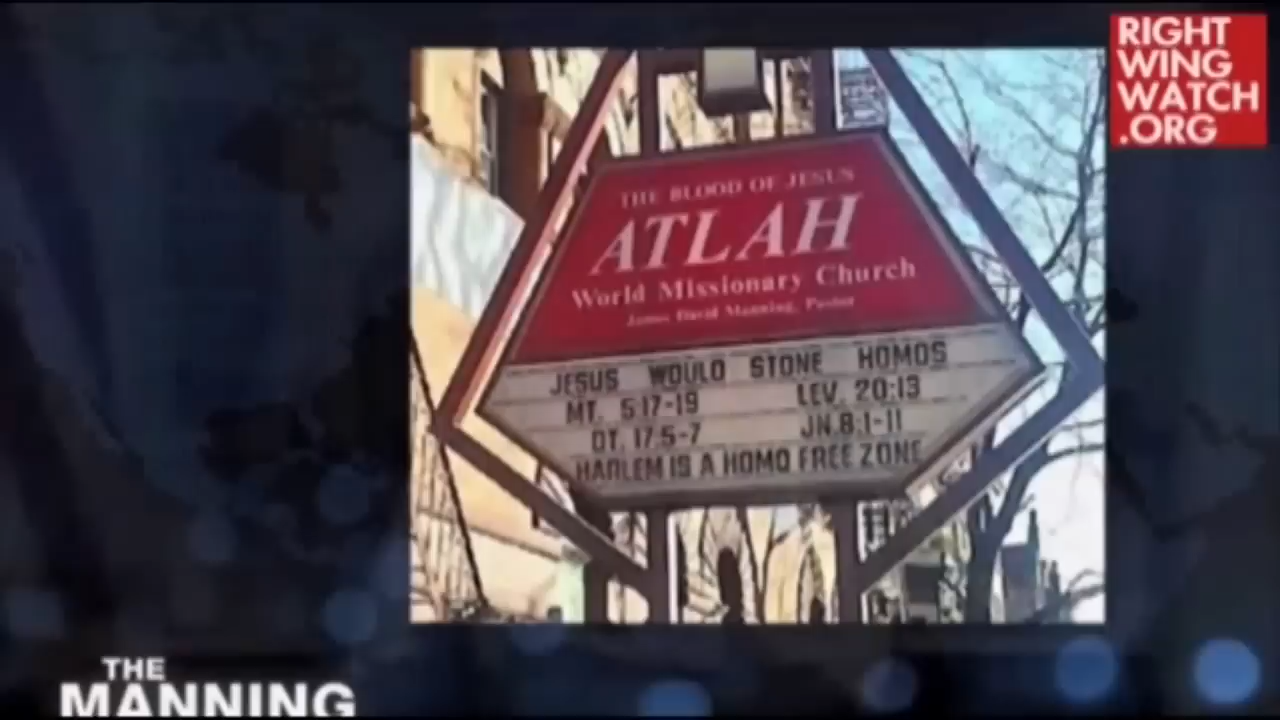 RIGHT
WING
WATCH
.ORG
THE BLOOD OF JESUS
ATLAH
World Missionary Church
James David Manning, Pastor
JESUS WOULD STONE HOMOS
MT. 5:17-19 LEV. 20:13
DT. 17:5-7 JN.8:1-11
HARLEM IS A HOMO FREE ZONE
THE
MANNING